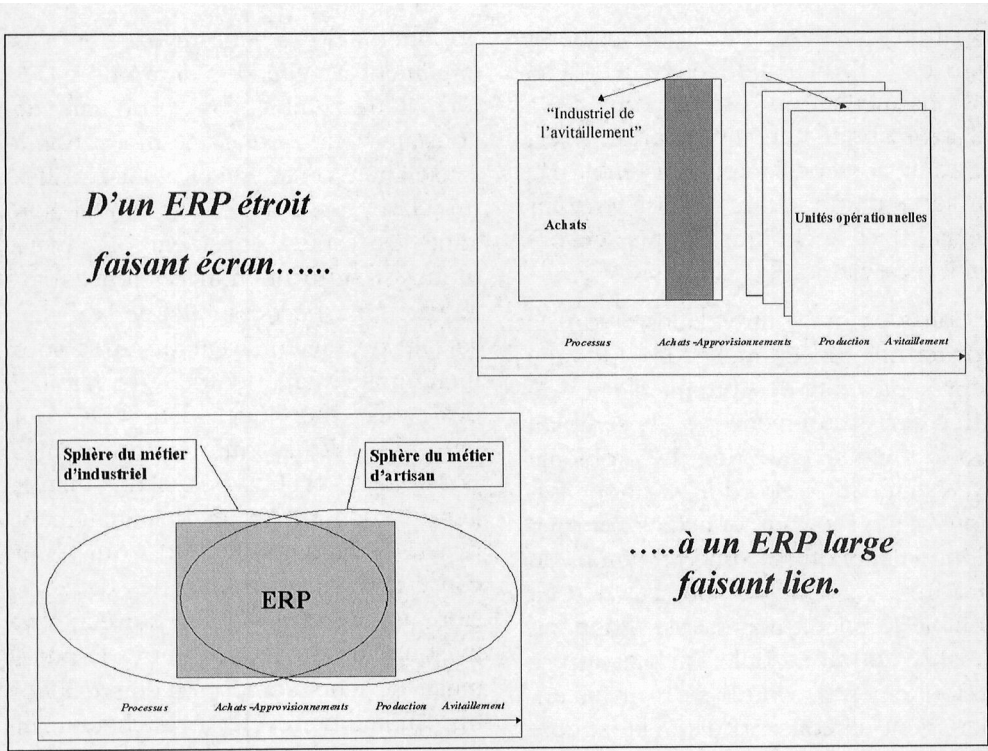 D'un ERP étroit
faisant écran…...
"Industriel de
l'avitaillement"
Achats
Unités opérationnelles
Processus Achats -Approvisionnements Production Avitaillement
Sphère du métier
d'industriel
Sphère du métier
d'artisan
ERP
Processus Achats -Approvisionnements Production Avitaillement
…..à un ERP large
faisant lien.